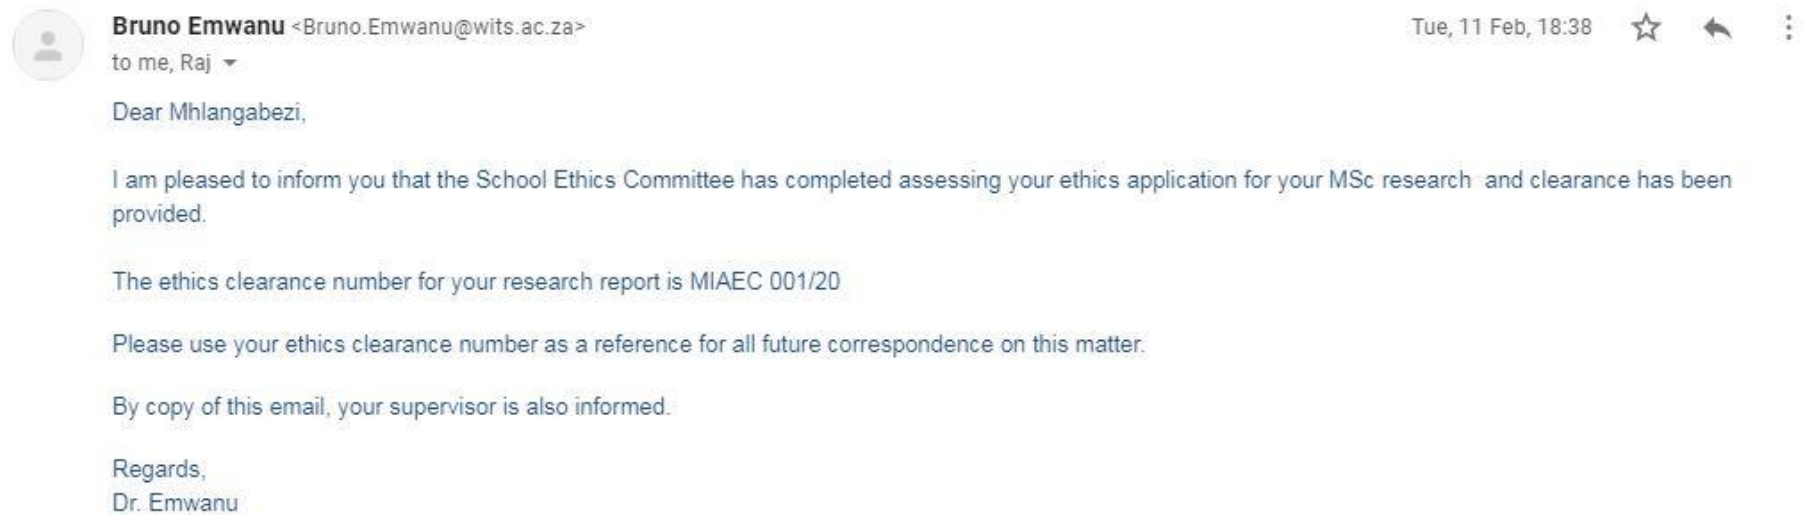 Bruno Emwanu <Bruno.Emwanu@wits.ac.za> Tue, 11 Feb, 18:38
to me, Raj
Dear Mhlangabezi,
I am pleased to inform you that the School Ethics Committee has completed assessing your ethics application for your MSc research  and clearance has been
provided.
The ethics clearance number for your research report is MIAEC 001/20
Please use your ethics clearance number as a reference for all future correspondence on this matter.
By copy of this email, your supervisor is also informed.
Regards,
Dr. Emwanu